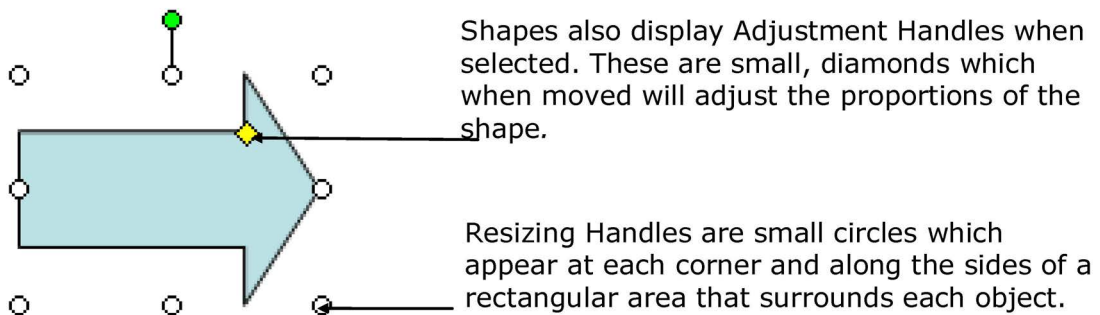 Shapes also display Adjustment Handles when
selected. These are small, diamonds which
when moved will adjust the proportions of the
shape.
Resizing Handles are small circles which
appear at each corner and along the sides of a
rectangular area that surrounds each object.